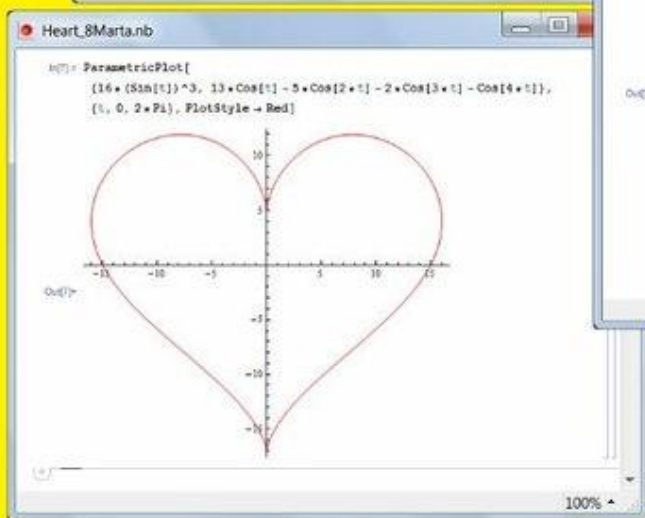 Heart_8Marta.nb
In[7]:= ParametricPlot[
{16*(Sin[t])^3, 13*Cos[t]-5*Cos[2*t]-2*Cos[3*t]-Cos[4*t]},
{t, 0, 2*Pi}, PlotStyle→Red]
10
5
-15 -10 -5 5 10 15
Out[7]=
-5
-10
-15
100%